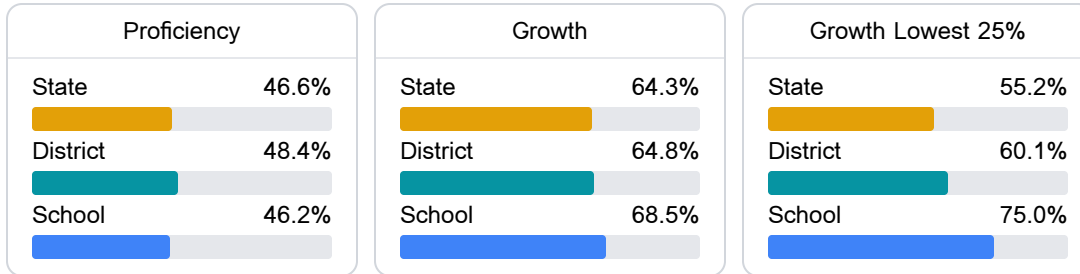 Proficiency
State 46.6%
District 48.4%
School 46.2%
Growth
State 64.3%
District 64.8%
School 68.5%
Growth Lowest 25%
State 55.2%
District 60.1%
School 75.0%